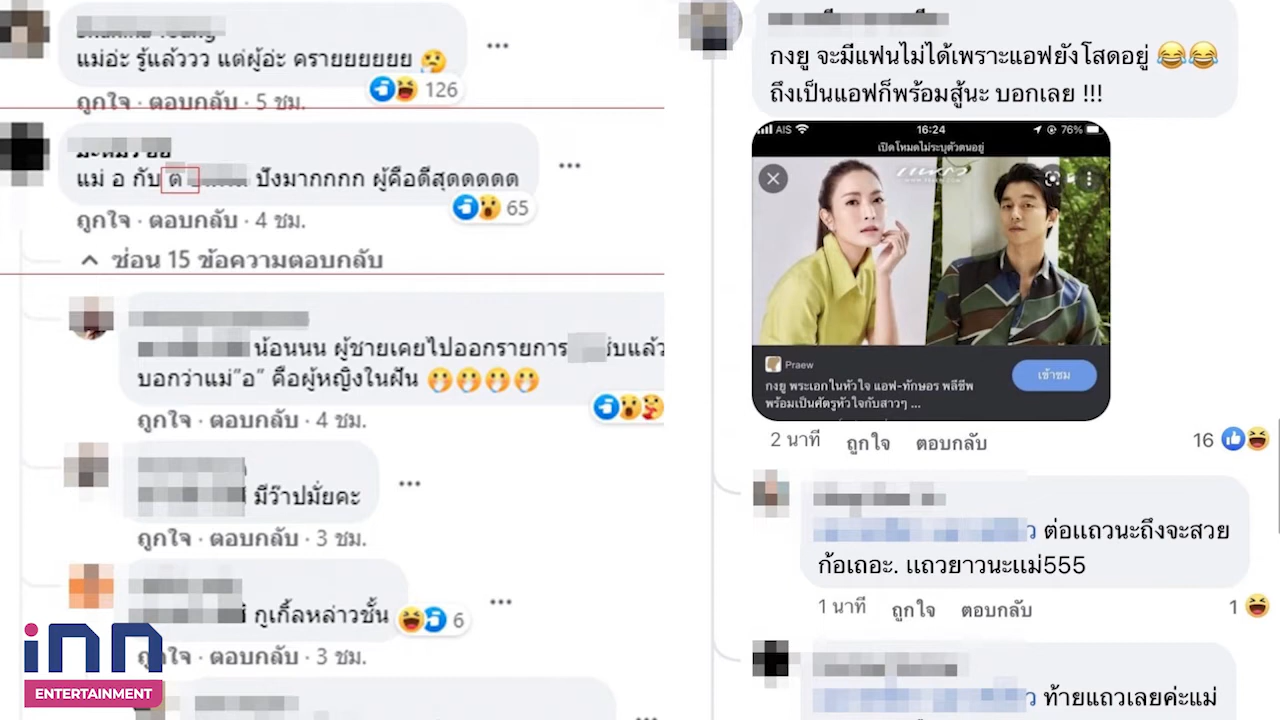 แม่อ่ะ รู้แล้ววว แต่ผู้อ่ะ ครายยยยยย
126
ถูกใจ · ตอบกลับ · 5 ชม.
แม่ อ กับ ด
ปังมากกกก ผู้คือดีสุดดดดด
65
ถูกใจ · ตอบกลับ · 4 ชม.
ซ่อน 15 ข้อความตอบกลับ
น้อนนน ผู้ชายเคยไปออกรายการ
บแล้ว
บอกว่าแม่"อ" คือผู้หญิงในฝัน
ถูกใจ · ตอบกลับ · 4 ชม.
มีว๊าปมั่ยคะ
ถูกใจ · ตอบกลับ · 3 ชม.
กูเกิ้ลหล่าวชั้น
6
ถูกใจ · ตอบกลับ · 3 ชม.
inn
ENTERTAINMENT
กงยู จะมีแฟนไม่ได้เพราะแอฟยังโสดอยู่
ถึงเป็นแอฟก็พร้อมสู้นะ บอกเลย !!!
AIS
16:24
76%
เปิดโหมดไม่ระบุตัวตนอยู่
แพรว
Praew
กงยู พระเอกในหัวใจ แอฟ-ทักษอร พลีชีพ
พร้อมเป็นศัตรูหัวใจกับสาวๆ ...
เข้าชม
2 นาที ถูกใจ ตอบกลับ
16
ว ต่อแถวนะถึงจะสวย
ก้อเถอะ. แถวยาวนะแม่555
1 นาที ถูกใจ ตอบกลับ
1
ว ท้ายแถวเลยค่ะแม่